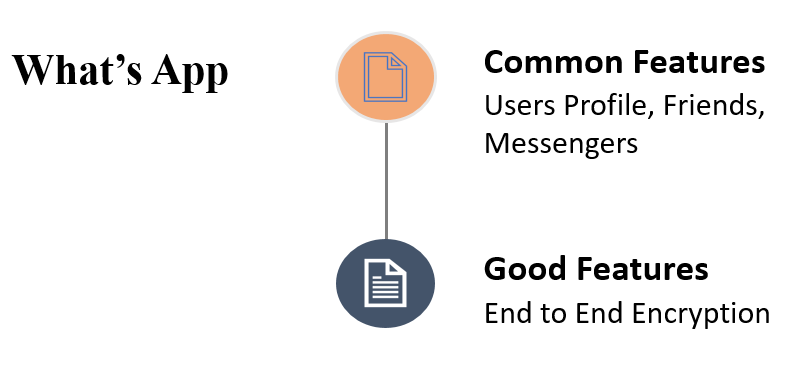 What’s App
Common Features
Users Profile, Friends,
Messengers
Good Features
End to End Encryption